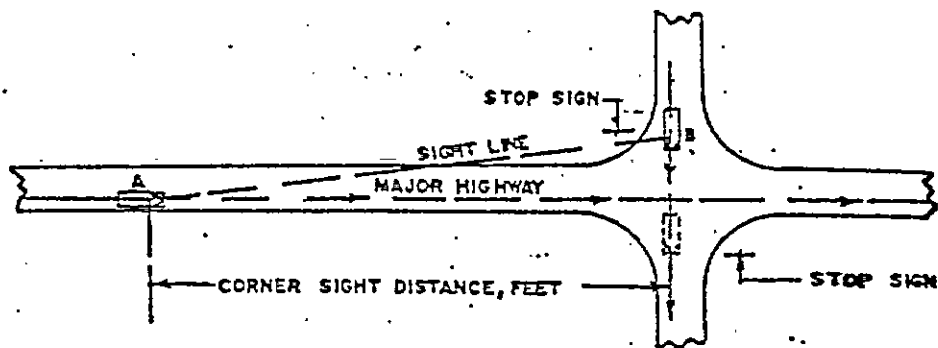 STOP SIGN
B
SIGHT LINE
A
MAJOR HIGHWAY
CORNER SIGHT DISTANCE, FEET
STOP SIGN